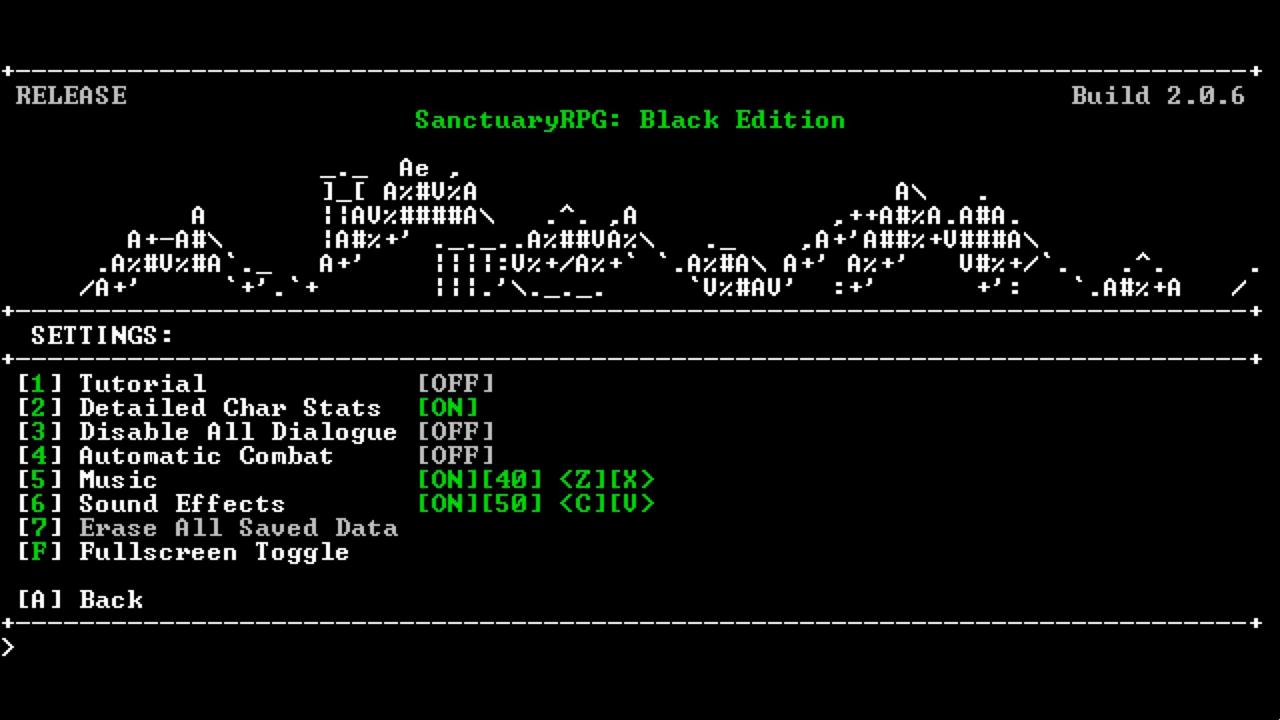 RELEASE Build 2.0.6
SanctuaryRPG: Black Edition
SETTINGS:
[1] Tutorial [OFF]
[2] Detailed Char Stats [ON]
[3] Disable All Dialogue [OFF]
[4] Automatic Combat [OFF]
[5] Music [ON][40] <Z][X>
[6] Sound Effects [ON][50] <C][V>
[7] Erase All Saved Data
[F] Fullscreen Toggle
[A] Back
>